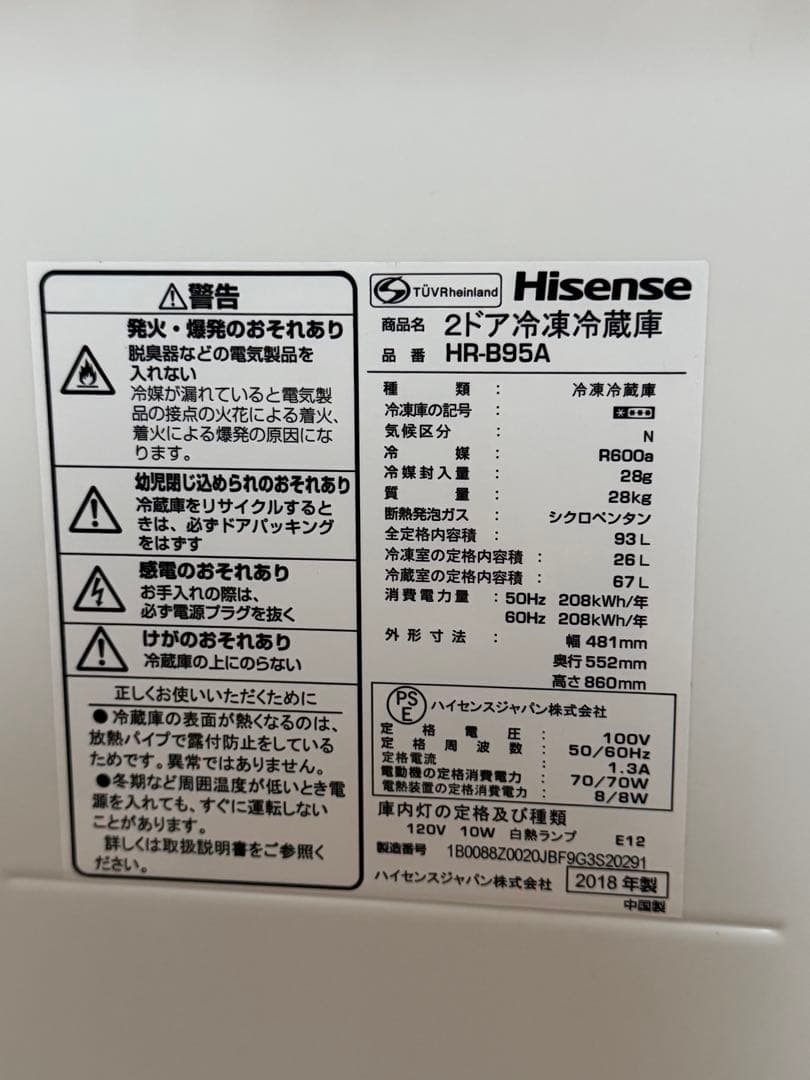 警告
発火・爆発のおそれあり
脱臭器などの電気製品を
入れない
冷媒が漏れていると電気製
品の接点の火花による着火、
着火による爆発の原因にな
ります。
幼児閉じ込められのおそれあり
冷蔵庫をリサイクルすると
きは、必ずドアパッキング
をはずす
感電のおそれあり
お手入れの際は、
必ず電源プラグを抜く
けがのおそれあり
冷蔵庫の上にのらない
正しくお使いいただくために
●冷蔵庫の表面が熱くなるのは、
放熱パイプで露付防止をしている
ためです。異常ではありません。
●冬期など周囲温度が低いとき電
源を入れても、すぐに運転しない
ことがあります。
詳しくは取扱説明書をご参照く
ださい。
TÜVRheinland Hisense
商品名 2ドア冷凍冷蔵庫
品番 HR-B95A
種類 : 冷凍冷蔵庫
冷凍庫の記号 :
気候区分 : N
冷媒 : R600a
冷媒封入量 : 28g
質量 : 28kg
断熱発泡ガス : シクロペンタン
全定格内容積 : 93L
冷凍室の定格内容積 : 26L
冷蔵室の定格内容積 : 67L
消費電力量 : 50Hz 208kWh/年
60Hz 208kWh/年
外形寸法 : 幅 481mm
奥行 552mm
高さ 860mm
PSE ハイセンスジャパン株式会社
定格電圧 : 100V
定格周波数 : 50/60Hz
定格電流 : 1.3A
電動機の定格消費電力 : 70/70W
電熱装置の定格消費電力 : 8/8W
庫内灯の定格及び種類
120V 10W 白熱ランプ E12
製造番号 1B0088Z0020JBF9G3S20291
ハイセンスジャパン株式会社 2018年製
中国製